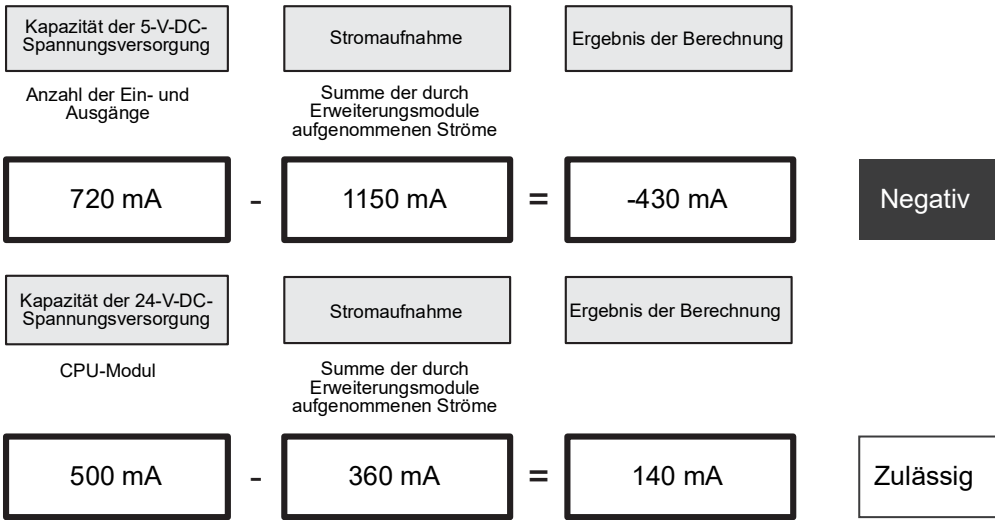 Kapazität der 5-V-DC-
Spannungsversorgung
Stromaufnahme
Ergebnis der Berechnung
Anzahl der Ein- und
Ausgänge
Summe der durch
Erweiterungsmodule
aufgenommenen Ströme
720 mA - 1150 mA = -430 mA Negativ
Kapazität der 24-V-DC-
Spannungsversorgung
Stromaufnahme
Ergebnis der Berechnung
CPU-Modul
Summe der durch
Erweiterungsmodule
aufgenommenen Ströme
500 mA - 360 mA = 140 mA Zulässig